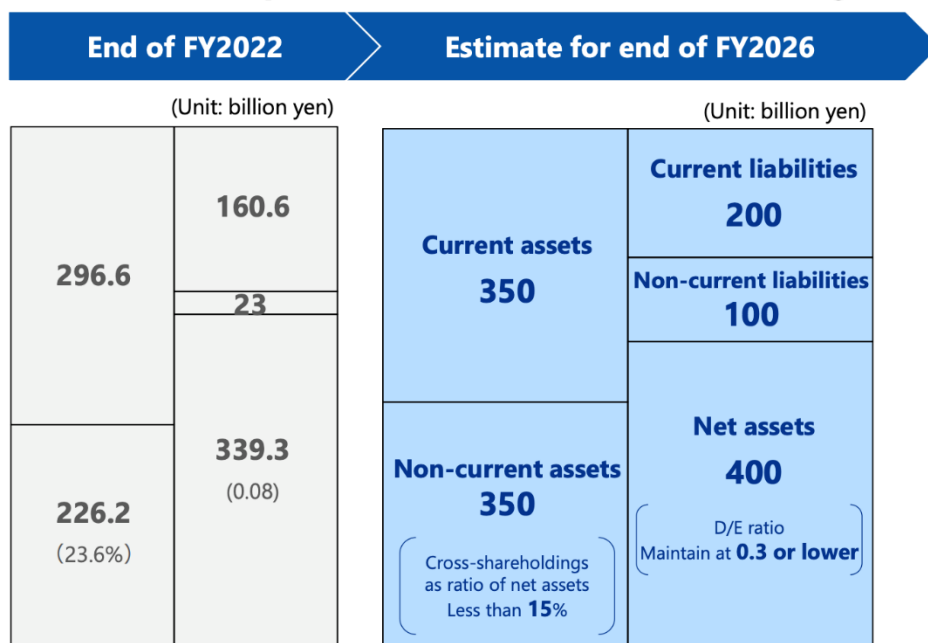 End of FY2022
Estimate for end of FY2026
(Unit: billion yen)
296.6
226.2
(23.6%)
160.6
23
339.3
(0.08)
(Unit: billion yen)
Current assets
350
Non-current assets
350
Cross-shareholdings
as ratio of net assets
Less than 15%
Current liabilities
200
Non-current liabilities
100
Net assets
400
D/E ratio
Maintain at 0.3 or lower